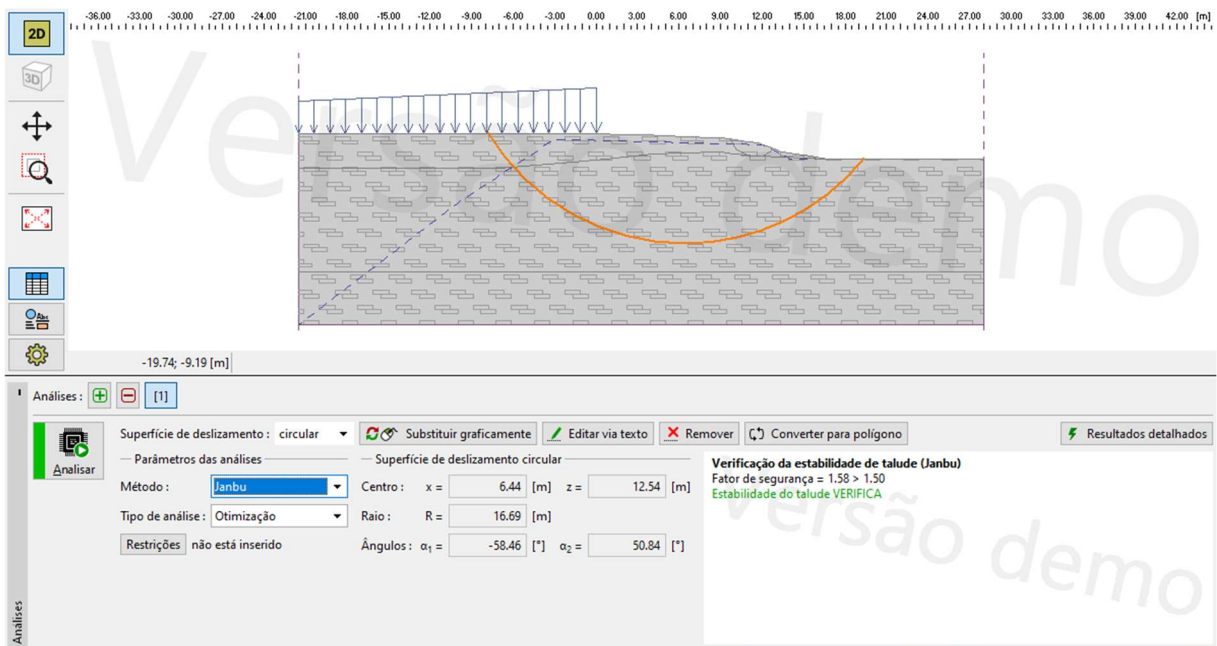 -36.00 -33.00 -30.00 -27.00 -24.00 -21.00 -18.00 -15.00 -12.00 -9.00 -6.00 -3.00 0.00 3.00 6.00 9.00 12.00 15.00 18.00 21.00 24.00 27.00 30.00 33.00 36.00 39.00 42.00 [m]
2D
3D
Versão demo
-19.74; -9.19 [m]
Análises : [1]
Analisar
Superfície de deslizamento : circular Substituir graficamente Editar via texto Remover Converter para polígono Resultados detalhados
Parâmetros das análises
Método : Janbu
Tipo de análise : Otimização
Restrições não está inserido
Superfície de deslizamento circular
Centro : x = 6.44 [m] z = 12.54 [m]
Raio : R = 16.69 [m]
Ângulos : α1 = -58.46 [°] α2 = 50.84 [°]
Verificação da estabilidade de talude (Janbu)
Fator de segurança = 1.58 > 1.50
Estabilidade do talude VERIFICA
Versão demo
Análises